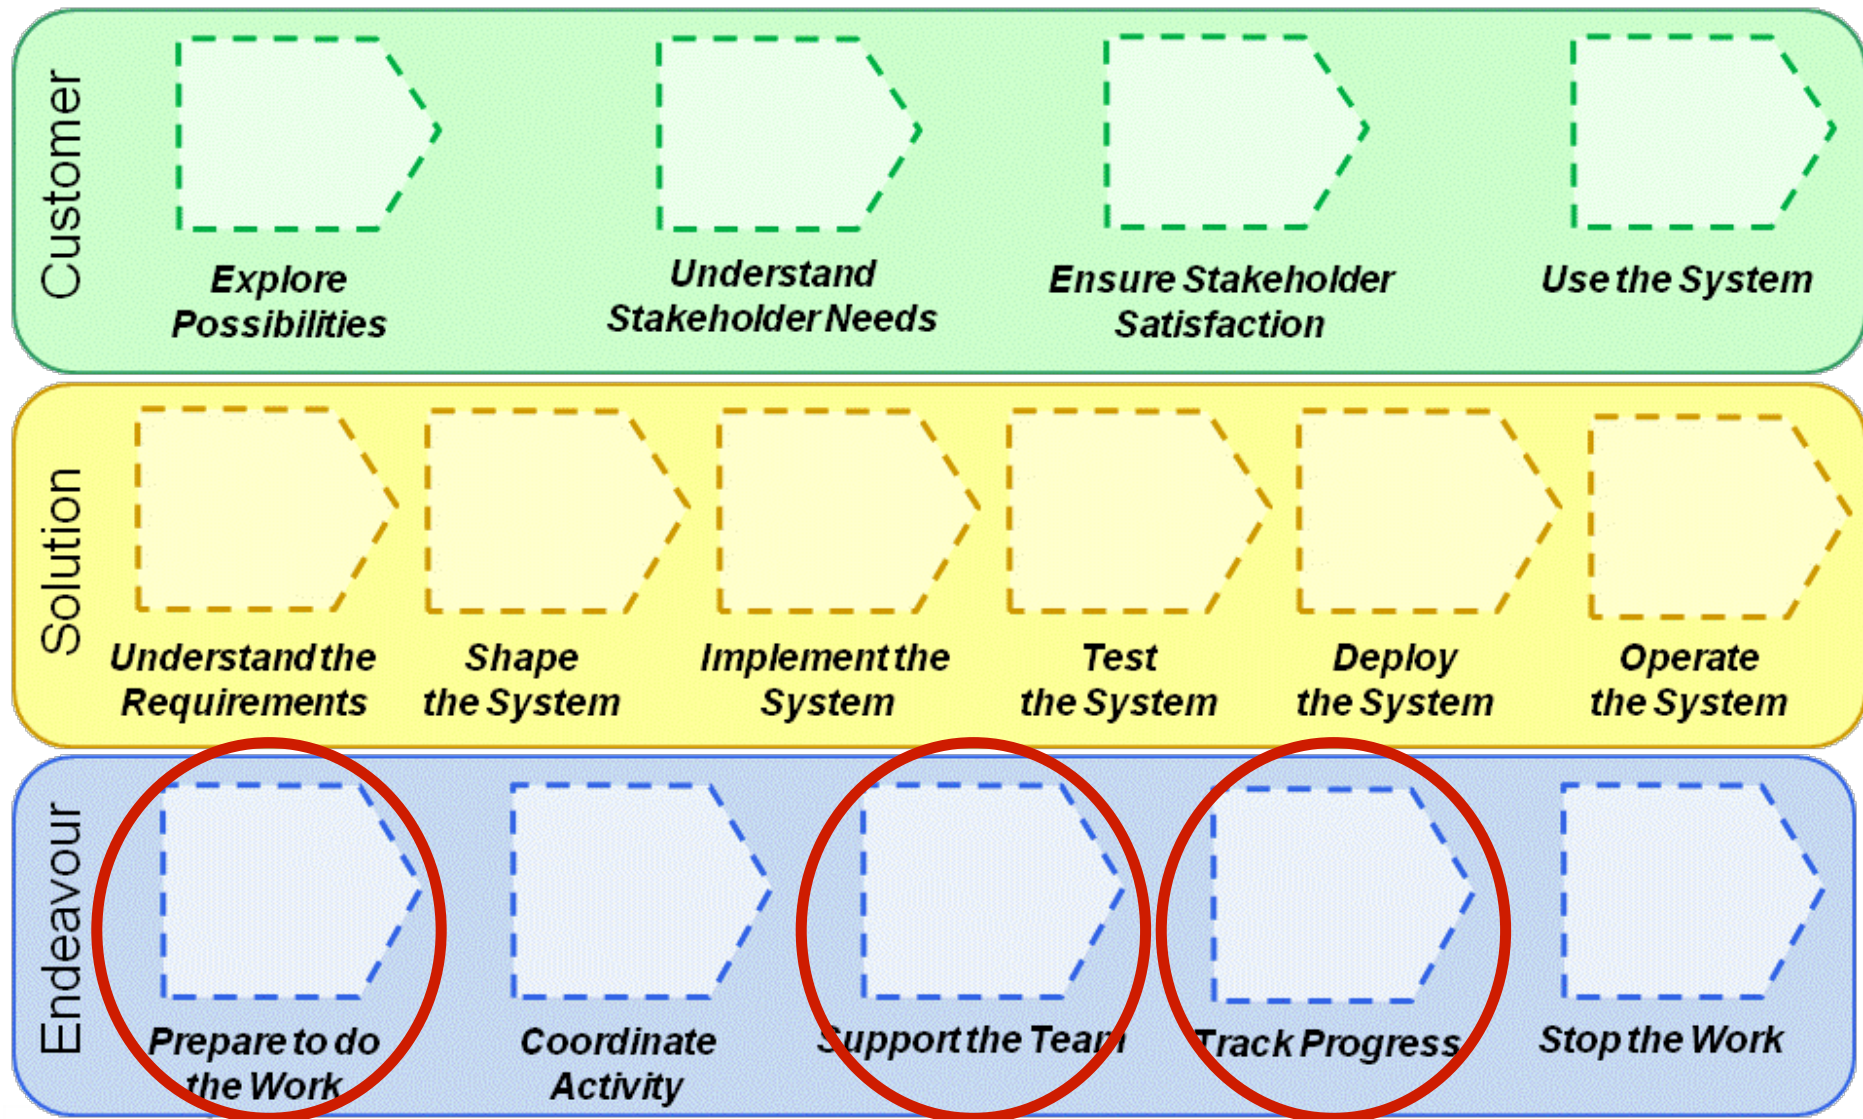 Customer
Explore
Possibilities
Understand
Stakeholder Needs
Ensure Stakeholder
Satisfaction
Use the System
Solution
Understand the
Requirements
Shape
the System
Implement the
System
Test
the System
Deploy
the System
Operate
the System
Endeavour
Prepare to do
the Work
Coordinate
Activity
Support the Team
Track Progress
Stop the Work